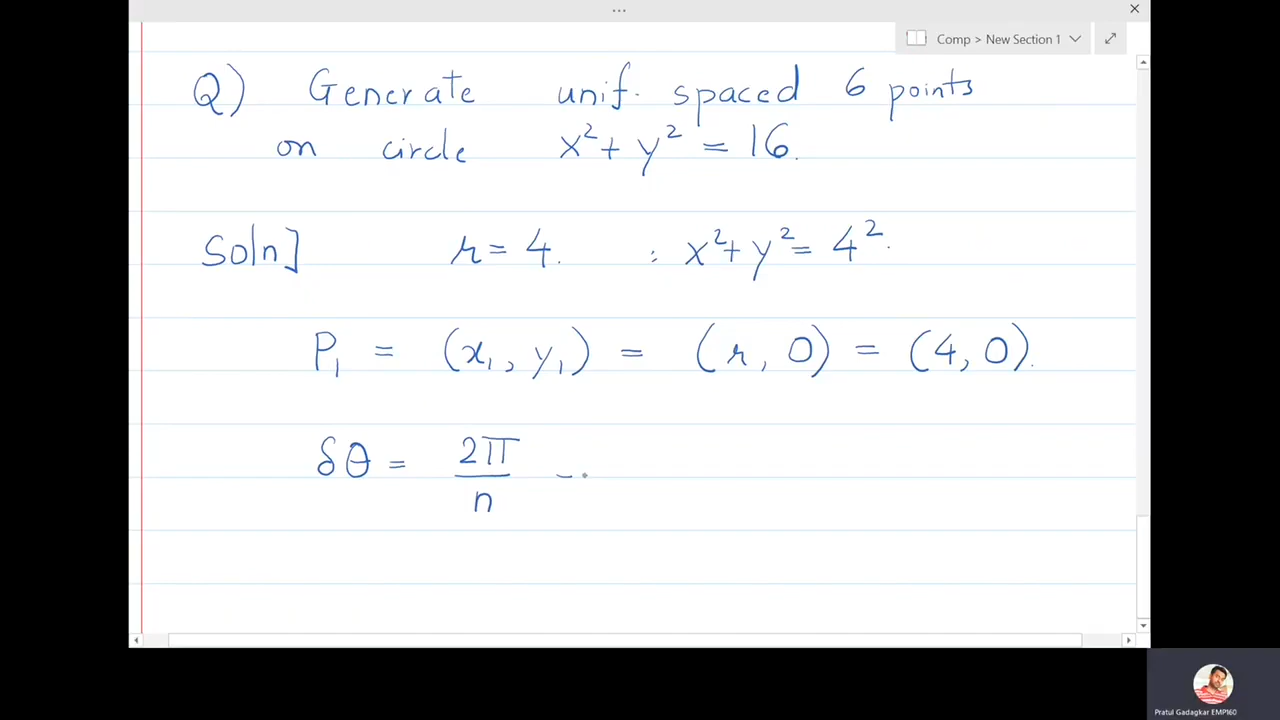 ...
Comp > New Section 1
Q) Generate unif. spaced 6 points
on circle x² + y² = 16.
Soln] r = 4. : x² + y² = 4².
P₁ = (x₁, y₁) = (r, 0) = (4, 0).
δθ = 2π/n -
Pratul Gadagkar EMP160